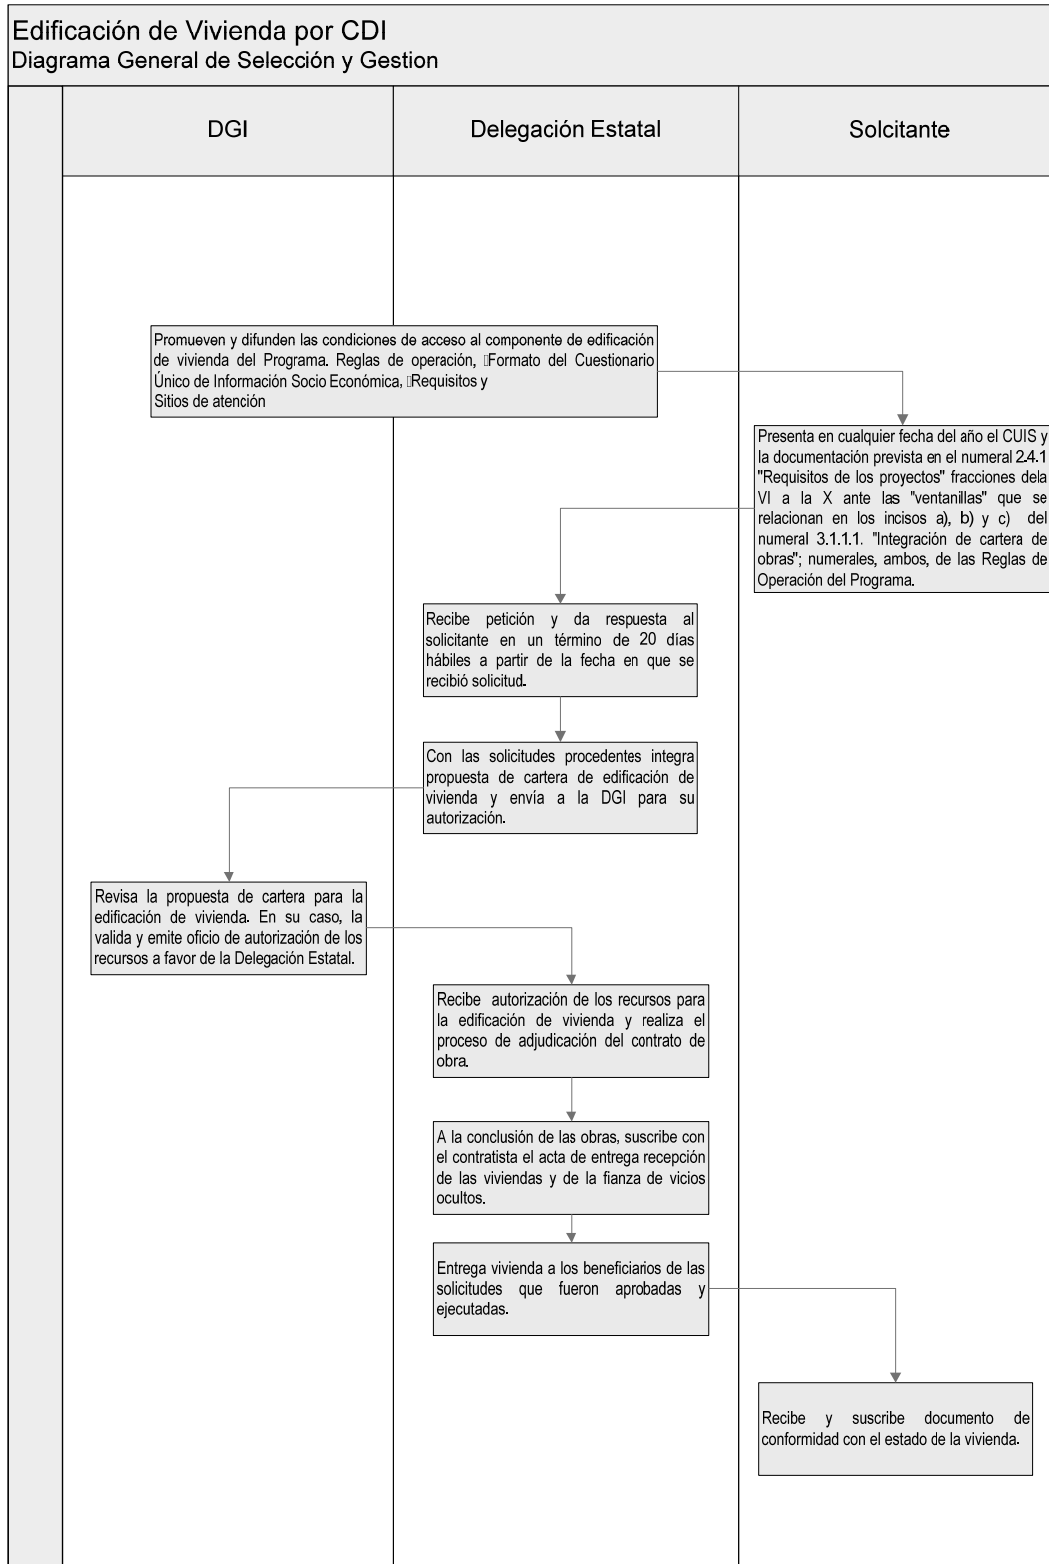 Edificación de Vivienda por CDI
Diagrama General de Selección y Gestion
DGI
Delegación Estatal
Solcitante
Promueven y difunden las condiciones de acceso al componente de edificación
de vivienda del Programa. Reglas de operación, Formato del Cuestionario
Único de Información Socio Económica, Requisitos y
Sitios de atención
Presenta en cualquier fecha del año el CUIS y
la documentación prevista en el numeral 2.4.1
"Requisitos de los proyectos" fracciones dela
VI a la X ante las "ventanillas" que se
relacionan en los incisos a), b) y c) del
numeral 3.1.1.1. "Integración de cartera de
obras"; numerales, ambos, de las Reglas de
Operación del Programa.
Recibe petición y da respuesta al
solicitante en un término de 20 días
hábiles a partir de la fecha en que se
recibió solicitud.
Con las solicitudes procedentes integra
propuesta de cartera de edificación de
vivienda y envía a la DGI para su
autorización.
Revisa la propuesta de cartera para la
edificación de vivienda. En su caso, la
valida y emite oficio de autorización de los
recursos a favor de la Delegación Estatal.
Recibe autorización de los recursos para
la edificación de vivienda y realiza el
proceso de adjudicación del contrato de
obra.
A la conclusión de las obras, suscribe con
el contratista el acta de entrega recepción
de las viviendas y de la fianza de vicios
ocultos.
Entrega vivienda a los beneficiarios de las
solicitudes que fueron aprobadas y
ejecutadas.
Recibe y suscribe documento de
conformidad con el estado de la vivienda.